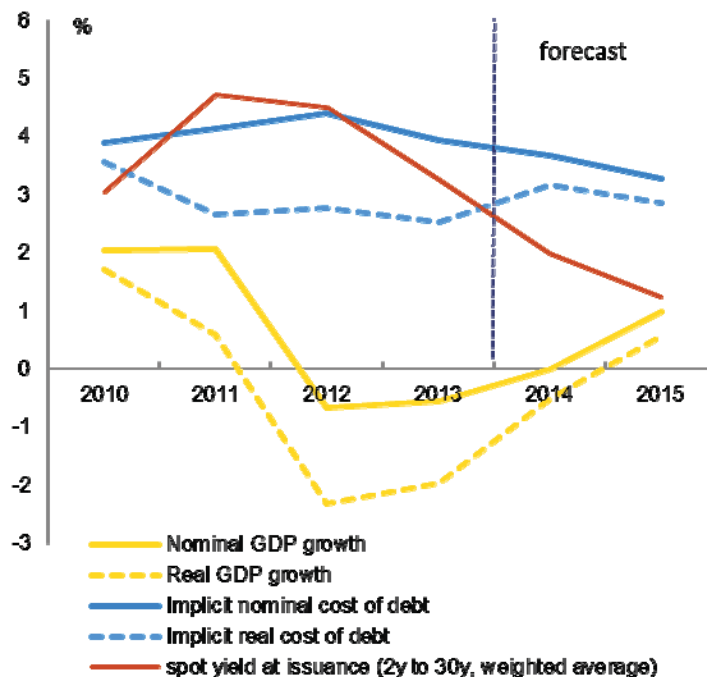 6
%
forecast
5
4
3
2
1
0
2010 2011 2012 2013 2014 2015
-1
-2
-3
Nominal GDP growth
Real GDP growth
Implicit nominal cost of debt
Implicit real cost of debt
spot yield at issuance (2y to 30y, weighted average)